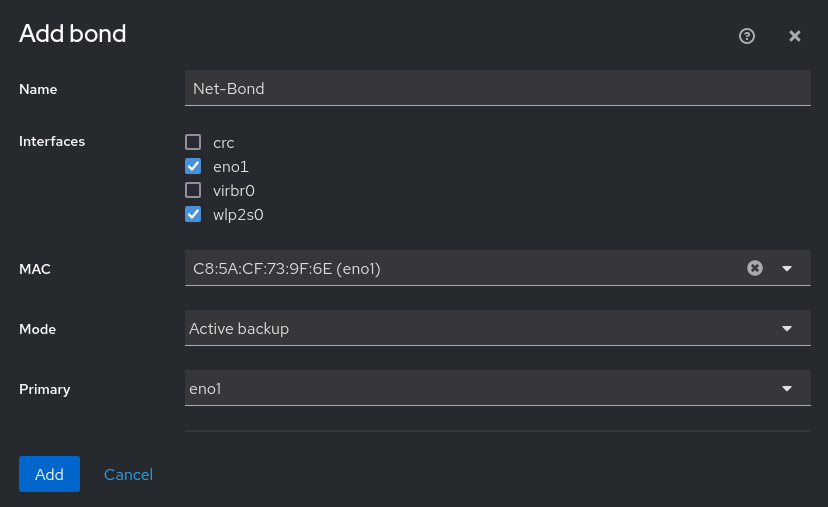 Add bond
Name
Net-Bond
Interfaces
crc
eno1
virbr0
wlp2s0
MAC
C8:5A:CF:73:9F:6E (eno1)
Mode
Active backup
Primary
eno1
Add
Cancel